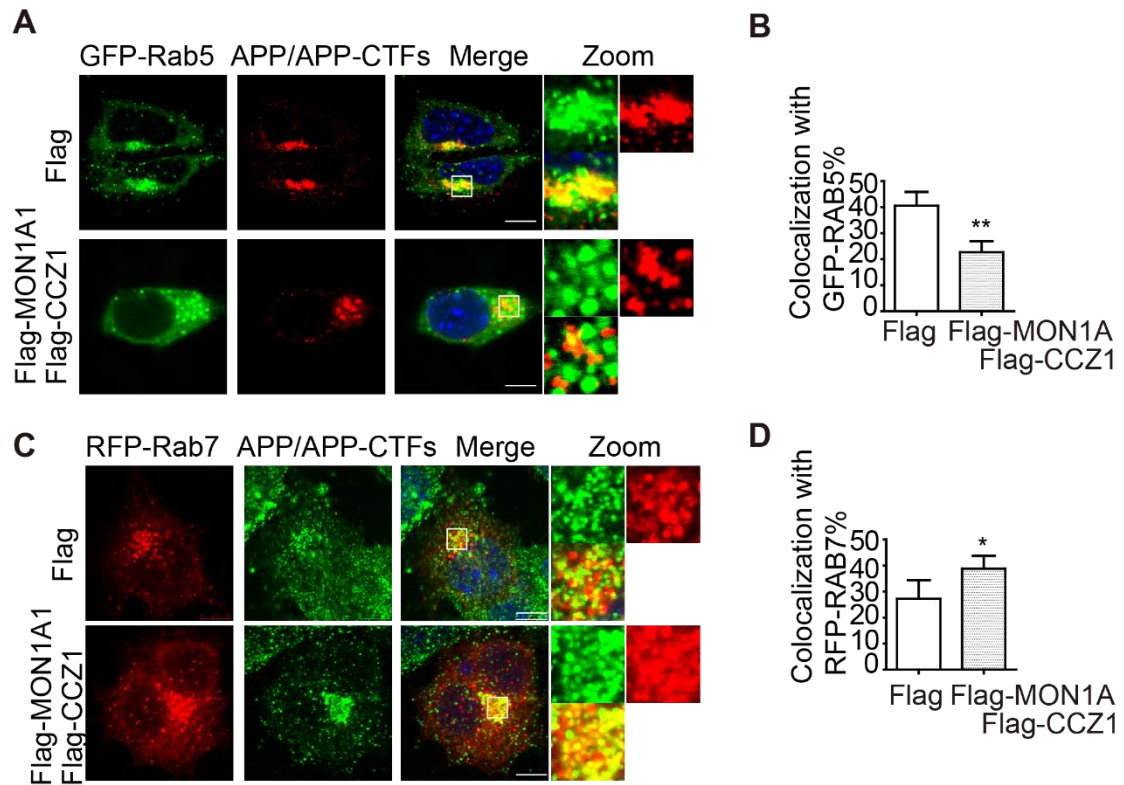 A
GFP-Rab5 APP/APP-CTFs Merge Zoom
Flag
Flag-MON1A1
Flag-CCZ1
B
Colocalization with
GFP-RAB5%
50
40
30
20
10
0
**
Flag Flag-MON1A
Flag-CCZ1
C
RFP-Rab7 APP/APP-CTFs Merge Zoom
Flag
Flag-MON1A1
Flag-CCZ1
D
Colocalization with
RFP-RAB7%
50
40
30
20
10
0
*
Flag Flag-MON1A
Flag-CCZ1